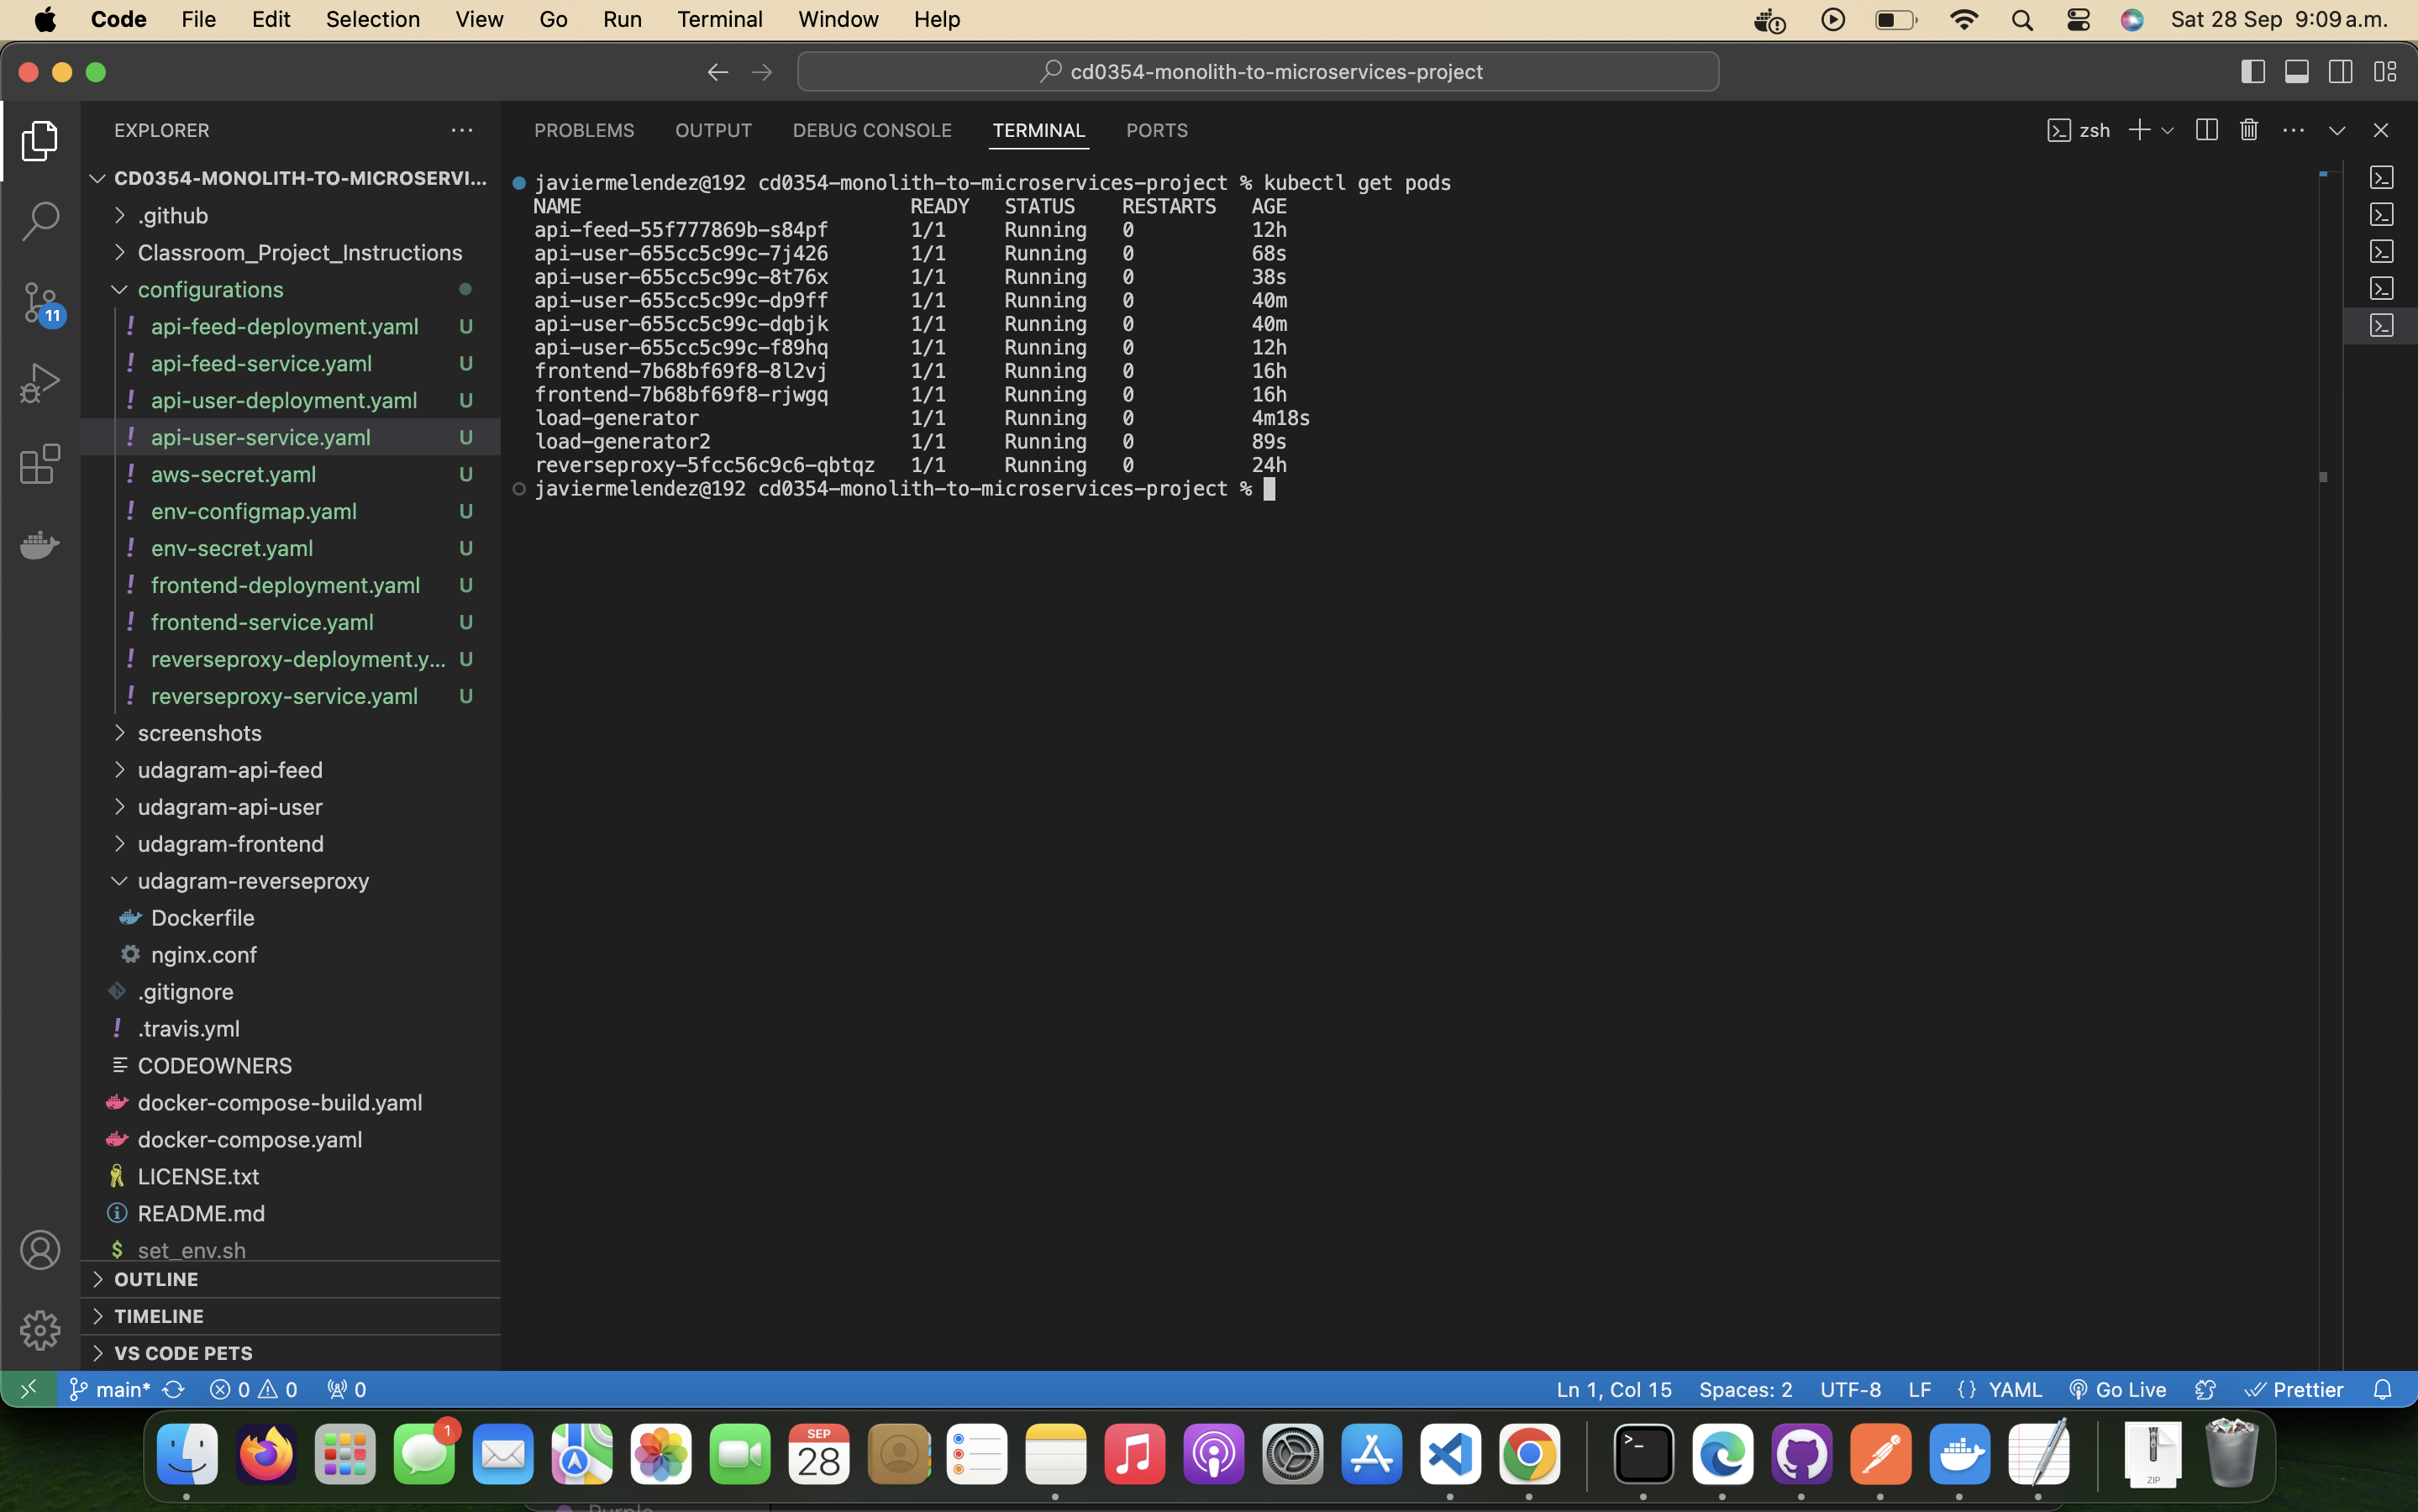 Code File Edit Selection View Go Run Terminal Window Help Sat 28 Sep 9:09 a.m.
cd0354-monolith-to-microservices-project
EXPLORER
PROBLEMS OUTPUT DEBUG CONSOLE TERMINAL PORTS zsh
CD0354-MONOLITH-TO-MICROSERVI...
.github
Classroom_Project_Instructions
configurations
! api-feed-deployment.yaml U
! api-feed-service.yaml U
! api-user-deployment.yaml U
! api-user-service.yaml U
! aws-secret.yaml U
! env-configmap.yaml U
! env-secret.yaml U
! frontend-deployment.yaml U
! frontend-service.yaml U
! reverseproxy-deployment.y... U
! reverseproxy-service.yaml U
screenshots
udagram-api-feed
udagram-api-user
udagram-frontend
udagram-reverseproxy
Dockerfile
nginx.conf
.gitignore
! .travis.yml
CODEOWNERS
docker-compose-build.yaml
docker-compose.yaml
LICENSE.txt
README.md
$ set_env.sh
OUTLINE
TIMELINE
VS CODE PETS
11
javiermelendez@192 cd0354-monolith-to-microservices-project % kubectl get pods
NAME READY STATUS RESTARTS AGE
api-feed-55f777869b-s84pf 1/1 Running 0 12h
api-user-655cc5c99c-7j426 1/1 Running 0 68s
api-user-655cc5c99c-8t76x 1/1 Running 0 38s
api-user-655cc5c99c-dp9ff 1/1 Running 0 40m
api-user-655cc5c99c-dqbjk 1/1 Running 0 40m
api-user-655cc5c99c-f89hq 1/1 Running 0 12h
frontend-7b68bf69f8-8l2vj 1/1 Running 0 16h
frontend-7b68bf69f8-rjwgq 1/1 Running 0 16h
load-generator 1/1 Running 0 4m18s
load-generator2 1/1 Running 0 89s
reverseproxy-5fcc56c9c6-qbtqz 1/1 Running 0 24h
javiermelendez@192 cd0354-monolith-to-microservices-project %
main* 0 0 0 Ln 1, Col 15 Spaces: 2 UTF-8 LF {} YAML Go Live Prettier
1
SEP
28
ZIP
Purple